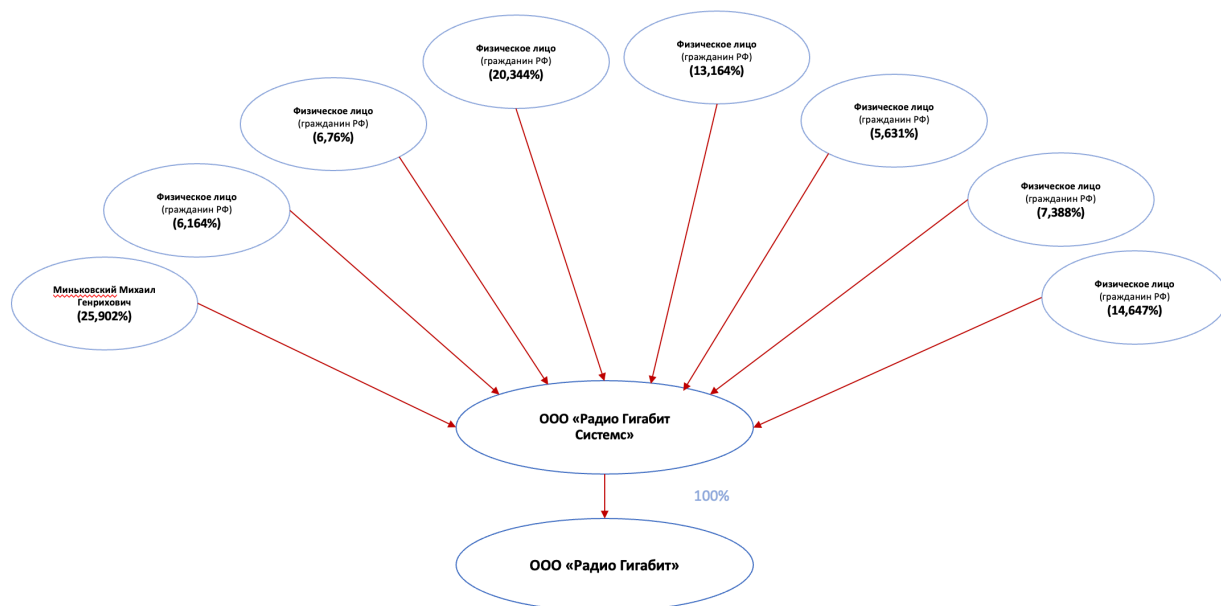 Физическое лицо
(гражданин РФ)
(20,344%)
Физическое лицо
(гражданин РФ)
(13,164%)
Физическое лицо
(гражданин РФ)
(6,76%)
Физическое лицо
(гражданин РФ)
(5,631%)
Физическое лицо
(гражданин РФ)
(6,164%)
Физическое лицо
(гражданин РФ)
(7,388%)
Миньковский Михаил
Генрихович
(25,902%)
Физическое лицо
(гражданин РФ)
(14,647%)
ООО «Радио Гигабит
Системс»
100%
ООО «Радио Гигабит»